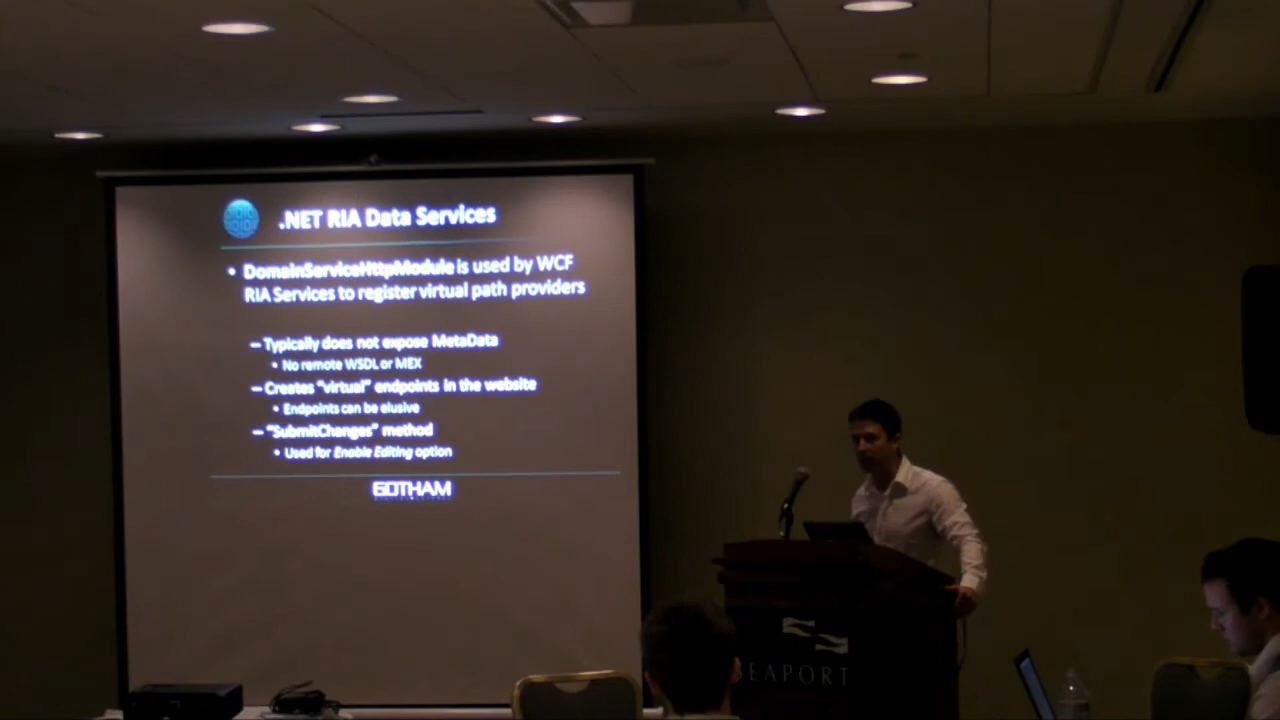 .NET RIA Data Services
• DomainServiceHttpModule is used by WCF
RIA Services to register virtual path providers
– Typically does not expose MetaData
• No remote WSDL or MEX
– Creates "virtual" endpoints in the website
• Endpoints can be elusive
– "SubmitChanges" method
• Used for Enable Editing option
GOTHAM
SEAPORT